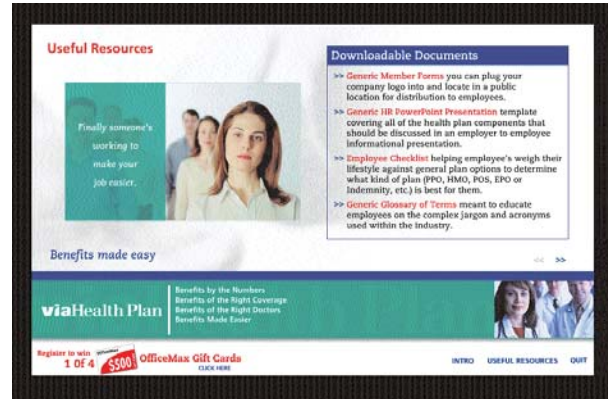 Useful Resources
Finally someone's
working to
make your
job easier.
Benefits made easy
Downloadable Documents
>> Generic Member Forms you can plug your
company logo into and locate in a public
location for distribution to employees.
>> Generic HR PowerPoint Presentation template
covering all of the health plan components that
should be discussed in an employer to employee
informational presentation.
>> Employee Checklist helping employee's weigh their
lifestyle against general plan options to determine
what kind of plan (PPO, HMO, POS, EPO or
Indemnity, etc.) is best for them.
>> Generic Glossary of Terms meant to educate
employees on the complex jargon and acronyms
used within the industry.
<< >>
viaHealth Plan
Benefits by the Numbers
Benefits of the Right Coverage
Benefits of the Right Doctors
Benefits Made Easier
Register to win
1 Of 4
OfficeMax
$500
OfficeMax Gift Cards
CLICK HERE
INTRO USEFUL RESOURCES QUIT